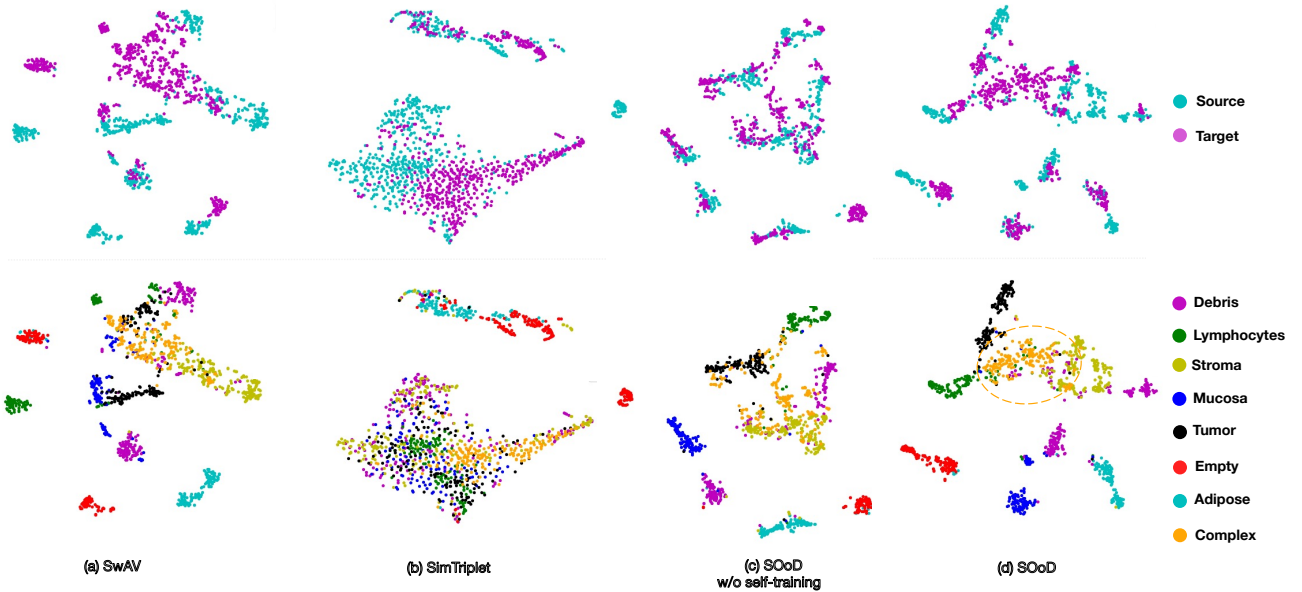 Source
Target
Debris
Lymphocytes
Stroma
Mucosa
Tumor
Empty
Adipose
Complex
(a) SwAV
(b) SimTriplet
(c) SOoD
w/o self-training
(d) SOoD